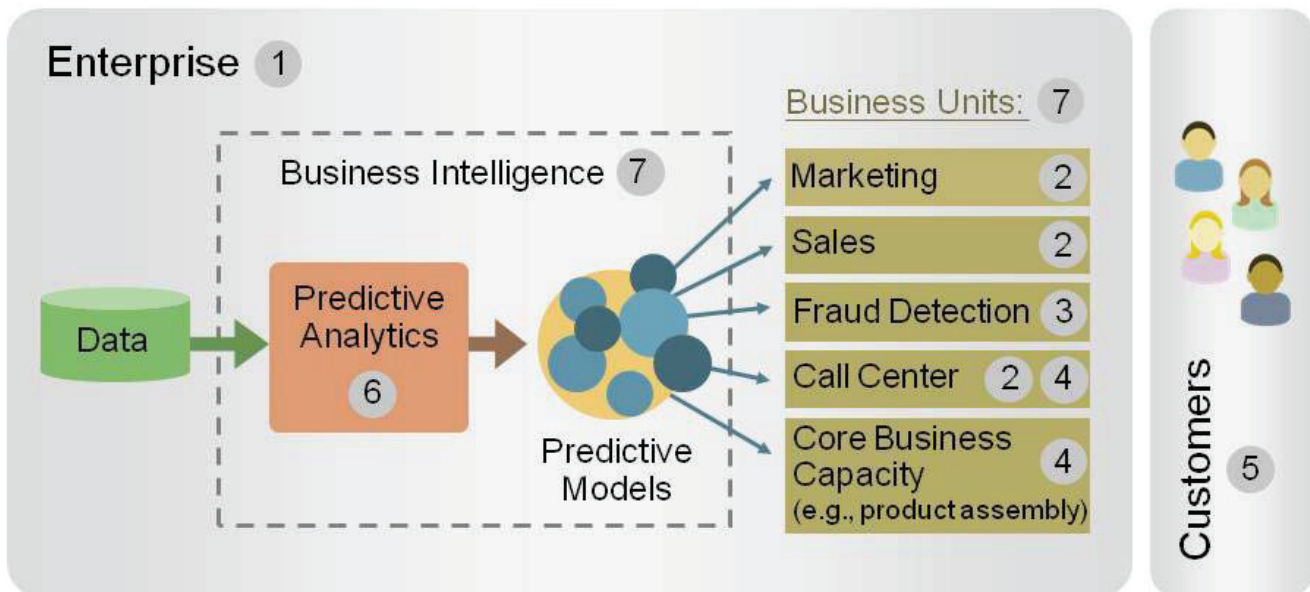 Enterprise 1
Business Units: 7
Business Intelligence 7
Marketing 2
Sales 2
Data
Predictive
Analytics
6
Fraud Detection 3
Call Center 2 4
Predictive
Models
Core Business
Capacity 4
(e.g., product assembly)
Customers 5